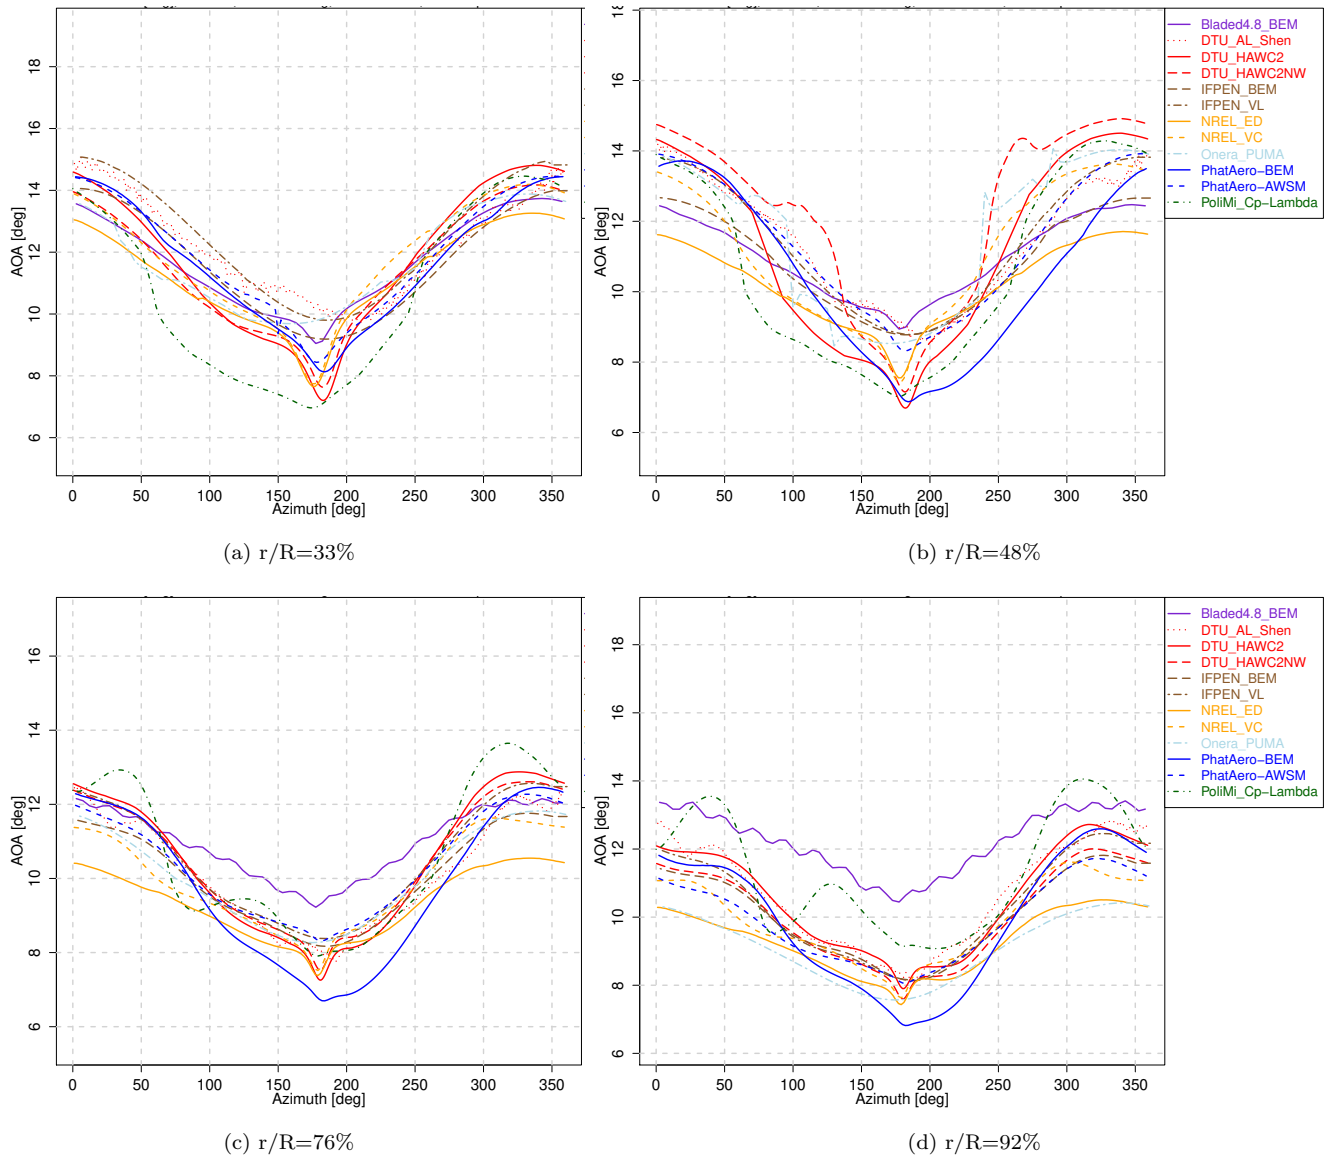 18
16
14
12
10
8
6
AOA [deg]
0 50 100 150 200 250 300 350
Azimuth [deg]
(a) r/R=33%
18
16
14
12
10
8
6
AOA [deg]
0 50 100 150 200 250 300 350
Azimuth [deg]
(b) r/R=48%
Bladed4.8_BEM
DTU_AL_Shen
DTU_HAWC2
DTU_HAWC2NW
IFPEN_BEM
IFPEN_VL
NREL_ED
NREL_VC
Onera_PUMA
PhatAero-BEM
PhatAero-AWSM
PoliMi_Cp-Lambda
16
14
12
10
8
6
AOA [deg]
0 50 100 150 200 250 300 350
Azimuth [deg]
(c) r/R=76%
18
16
14
12
10
8
6
AOA [deg]
0 50 100 150 200 250 300 350
Azimuth [deg]
(d) r/R=92%
Bladed4.8_BEM
DTU_AL_Shen
DTU_HAWC2
DTU_HAWC2NW
IFPEN_BEM
IFPEN_VL
NREL_ED
NREL_VC
Onera_PUMA
PhatAero-BEM
PhatAero-AWSM
PoliMi_Cp-Lambda